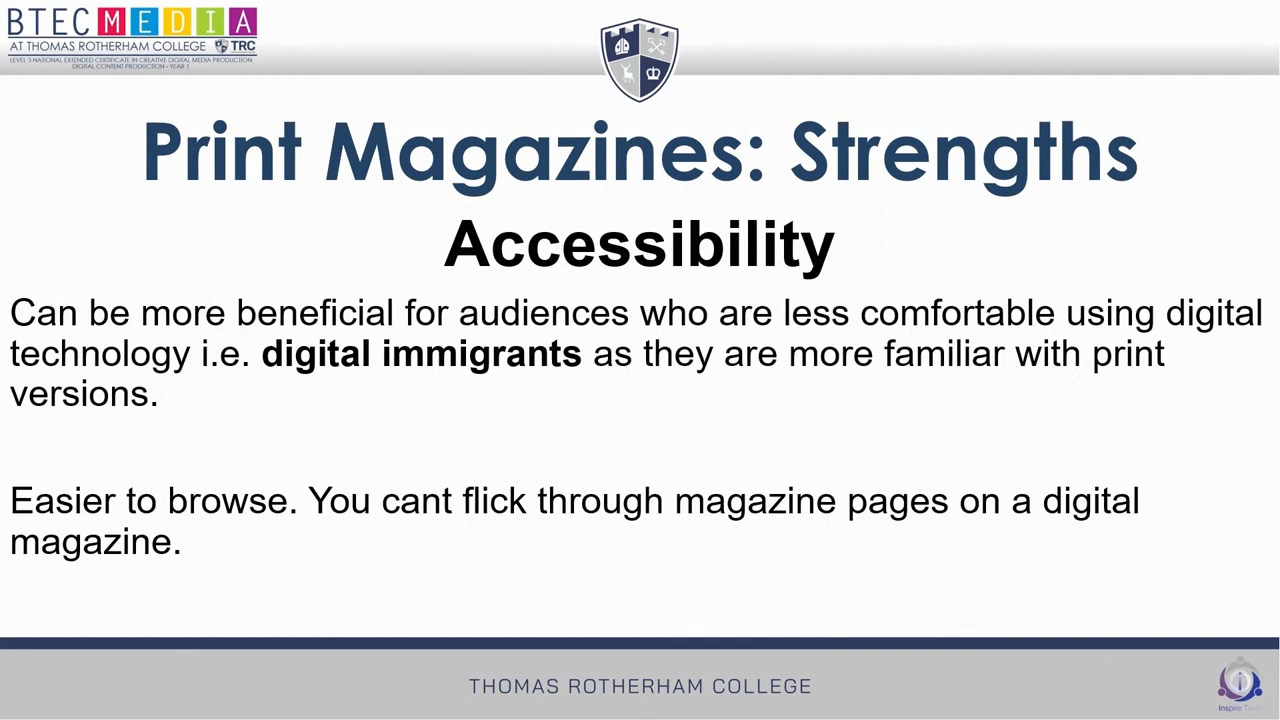 BTEC MEDIA
AT THOMAS ROTHERHAM COLLEGE TRC
LEVEL 3 NATIONAL EXTENDED CERTIFICATE IN CREATIVE DIGITAL MEDIA PRODUCTION
DIGITAL CONTENT PRODUCTION - YEAR 1
Print Magazines: Strengths
Accessibility
Can be more beneficial for audiences who are less comfortable using digital
technology i.e. digital immigrants as they are more familiar with print
versions.
Easier to browse. You cant flick through magazine pages on a digital
magazine.
THOMAS ROTHERHAM COLLEGE
Inspire